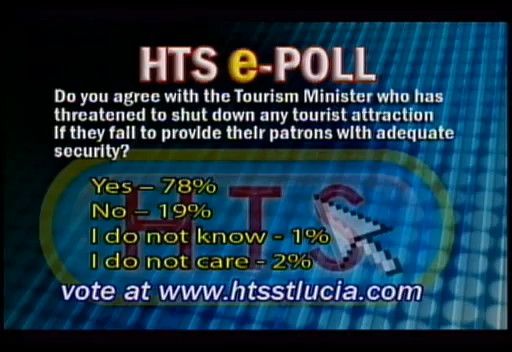 HTS e-POLL
Do you agree with the Tourism Minister who has
threatened to shut down any tourist attraction
If they fail to provide their patrons with adequate
security?
HTS
Yes – 78%
No – 19%
I do not know - 1%
I do not care - 2%
vote at www.htsstlucia.com